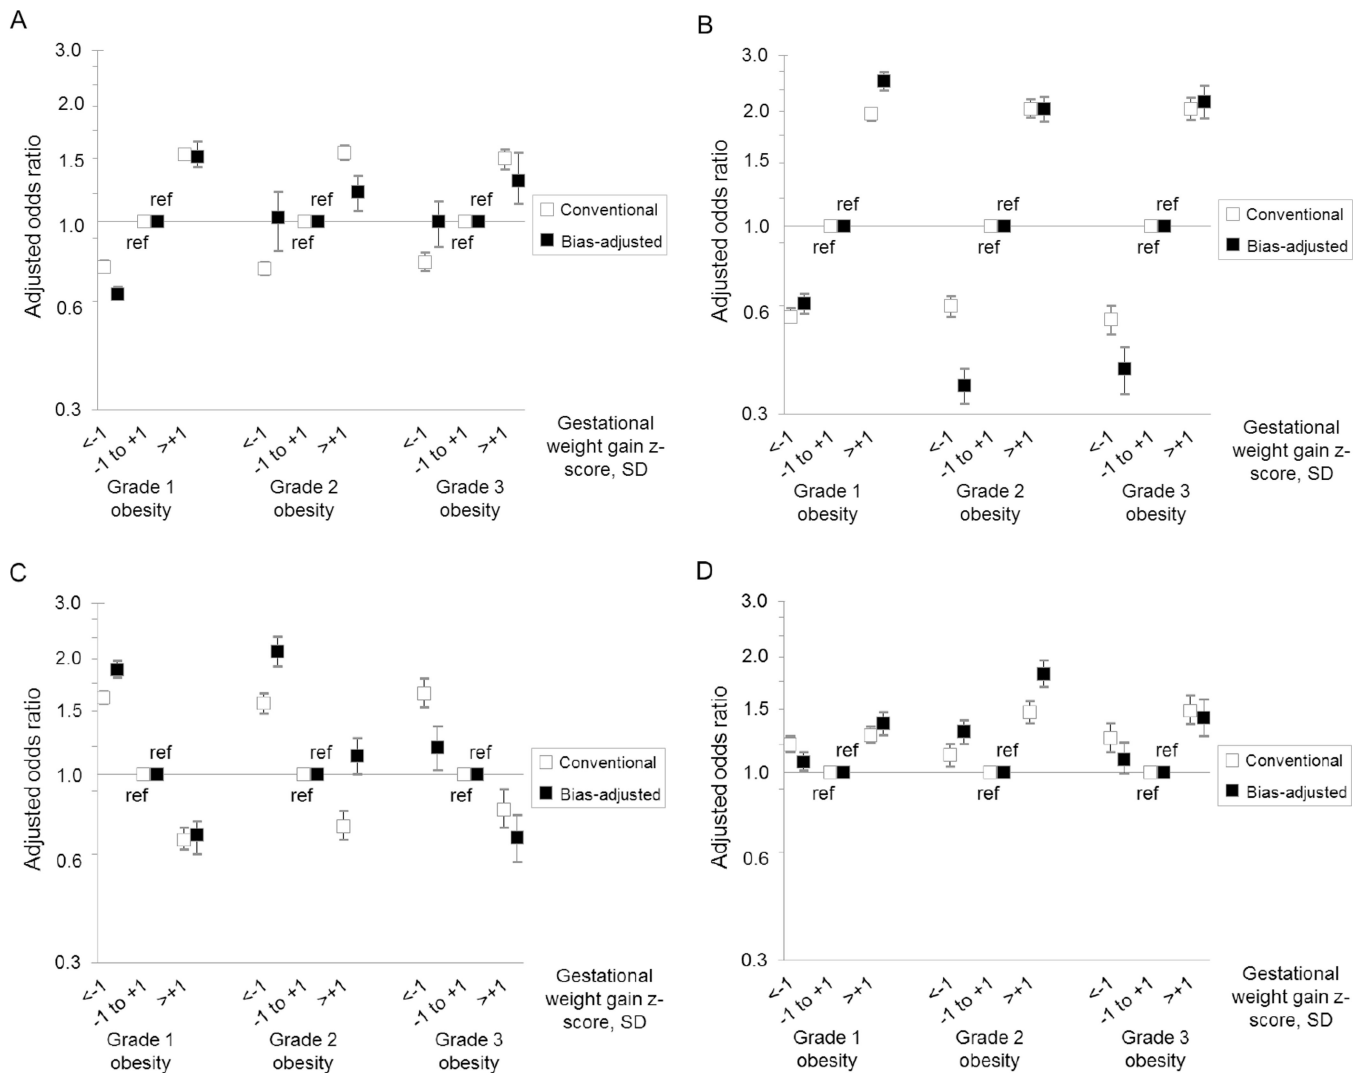 A
Adjusted odds ratio
3.0
2.0
1.5
1.0
0.6
0.3
ref
ref
ref
ref
ref
ref
Conventional
Bias-adjusted
<-1
-1 to +1
>+1
<-1
-1 to +1
>+1
<-1
-1 to +1
>+1
Grade 1
obesity
Grade 2
obesity
Grade 3
obesity
Gestational
weight gain z-
score, SD
B
Adjusted odds ratio
3.0
2.0
1.5
1.0
0.6
0.3
ref
ref
ref
ref
ref
ref
Conventional
Bias-adjusted
<-1
-1 to +1
>+1
<-1
-1 to +1
>+1
<-1
-1 to +1
>+1
Grade 1
obesity
Grade 2
obesity
Grade 3
obesity
Gestational
weight gain z-
score, SD
C
Adjusted odds ratio
3.0
2.0
1.5
1.0
0.6
0.3
ref
ref
ref
ref
ref
ref
Conventional
Bias-adjusted
<-1
-1 to +1
>+1
<-1
-1 to +1
>+1
<-1
-1 to +1
>+1
Grade 1
obesity
Grade 2
obesity
Grade 3
obesity
Gestational
weight gain z-
score, SD
D
Adjusted odds ratio
3.0
2.0
1.5
1.0
0.6
0.3
ref
ref
ref
ref
ref
ref
Conventional
Bias-adjusted
<-1
-1 to +1
>+1
<-1
-1 to +1
>+1
<-1
-1 to +1
>+1
Grade 1
obesity
Grade 2
obesity
Grade 3
obesity
Gestational
weight gain z-
score, SD